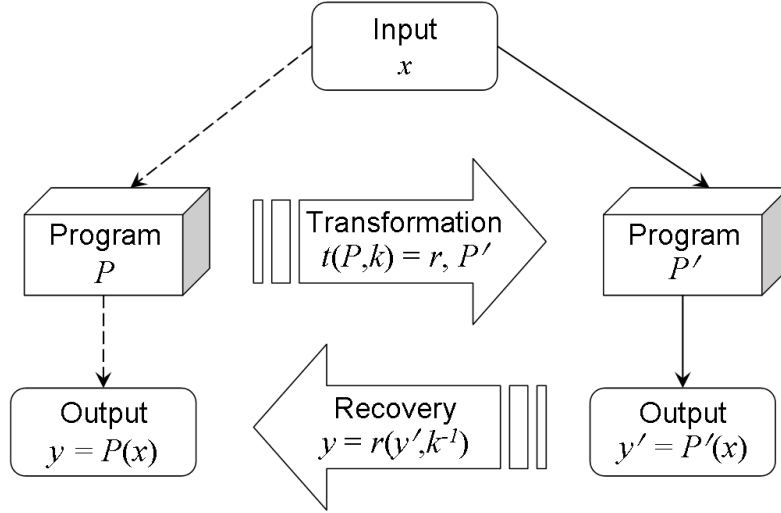 Input
x
Program
P
Transformation
t(P,k) = r, P′
Program
P′
Output
y = P(x)
Recovery
y = r(y′,k⁻¹)
Output
y′ = P′(x)